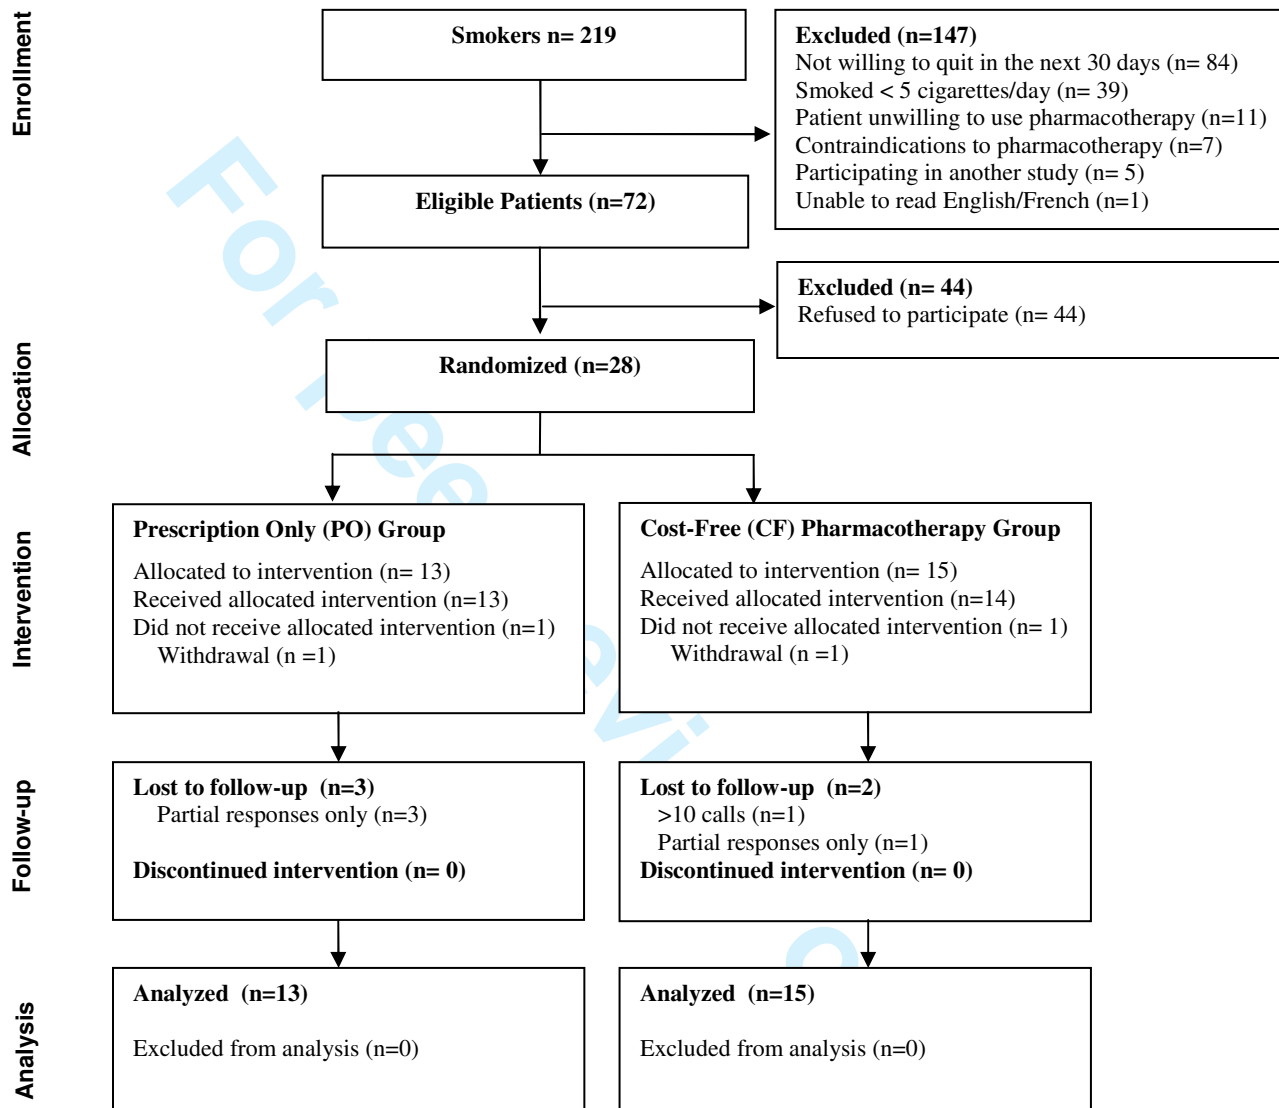 Enrollment
Smokers n= 219
Excluded (n=147)
Not willing to quit in the next 30 days (n= 84)
Smoked < 5 cigarettes/day (n= 39)
Patient unwilling to use pharmacotherapy (n=11)
Contraindications to pharmacotherapy (n=7)
Participating in another study (n= 5)
Unable to read English/French (n=1)
Eligible Patients (n=72)
Excluded (n= 44)
Refused to participate (n= 44)
Allocation
Randomized (n=28)
Intervention
Prescription Only (PO) Group
Allocated to intervention (n= 13)
Received allocated intervention (n=13)
Did not receive allocated intervention (n=1)
Withdrawal (n =1)
Cost-Free (CF) Pharmacotherapy Group
Allocated to intervention (n= 15)
Received allocated intervention (n=14)
Did not receive allocated intervention (n= 1)
Withdrawal (n =1)
Follow-up
Lost to follow-up (n=3)
Partial responses only (n=3)
Discontinued intervention (n= 0)
Lost to follow-up (n=2)
>10 calls (n=1)
Partial responses only (n=1)
Discontinued intervention (n= 0)
Analysis
Analyzed (n=13)
Excluded from analysis (n=0)
Analyzed (n=15)
Excluded from analysis (n=0)
For